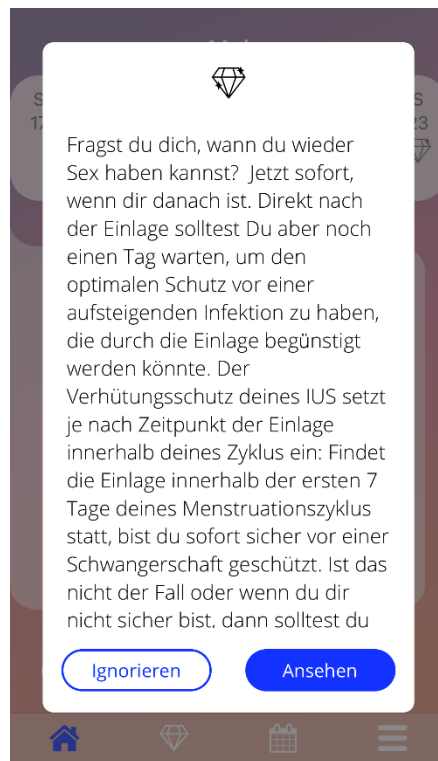 S
17
S
23
Fragst du dich, wann du wieder
Sex haben kannst?  Jetzt sofort,
wenn dir danach ist. Direkt nach
der Einlage solltest Du aber noch
einen Tag warten, um den
optimalen Schutz vor einer
aufsteigenden Infektion zu haben,
die durch die Einlage begünstigt
werden könnte. Der
Verhütungsschutz deines IUS setzt
je nach Zeitpunkt der Einlage
innerhalb deines Zyklus ein: Findet
die Einlage innerhalb der ersten 7
Tage deines Menstruationszyklus
statt, bist du sofort sicher vor einer
Schwangerschaft geschützt. Ist das
nicht der Fall oder wenn du dir
nicht sicher bist, dann solltest du
Ignorieren
Ansehen